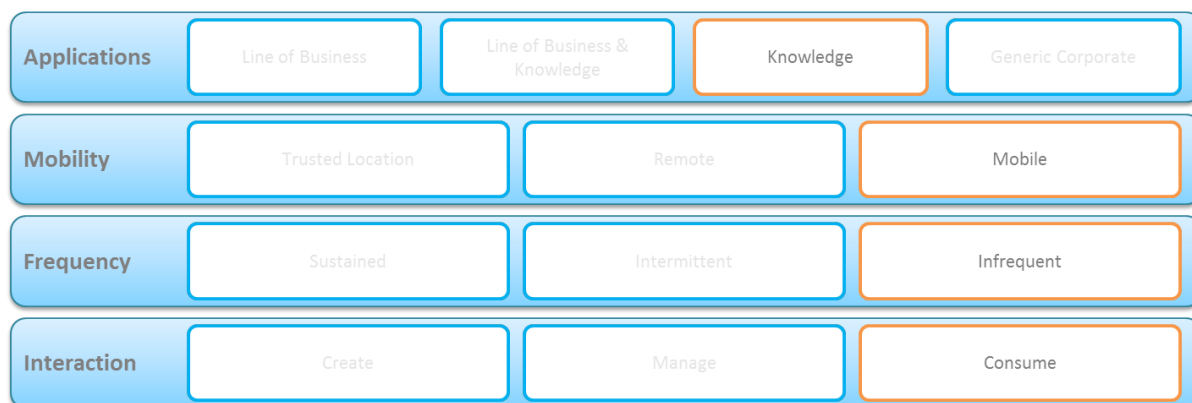 Applications
Line of Business
Line of Business &
Knowledge
Knowledge
Generic Corporate
Mobility
Trusted Location
Remote
Mobile
Frequency
Sustained
Intermittent
Infrequent
Interaction
Create
Manage
Consume